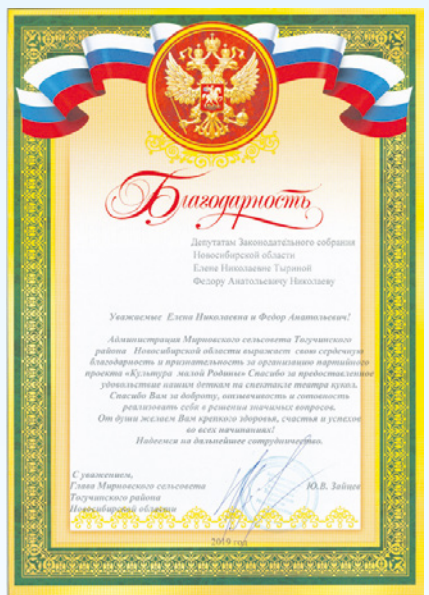 Благодарность
Депутатам Законодательного собрания
Новосибирской области
Елене Николаевне Тыриной
Федору Анатольевичу Николаеву
Уважаемые Елена Николаевна и Федор Анатольевич!
Администрация Мирновского сельсовета Тогучинского
района Новосибирской области выражает свою сердечную
благодарность и признательность за организацию партийного
проекта «Культура малой Родины» Спасибо за предоставленное
удовольствие нашим деткам на спектакле театра кукол.
Спасибо Вам за доброту, отзывчивость и готовность
реализовать себя в решении значимых вопросов.
От души желаем Вам крепкого здоровья, счастья и успехов
во всех начинаниях!
Надеемся на дальнейшее сотрудничество.
С уважением,
Глава Мирновского сельсовета Ю.В. Зайцев
Тогучинского района
Новосибирской области
2019 год